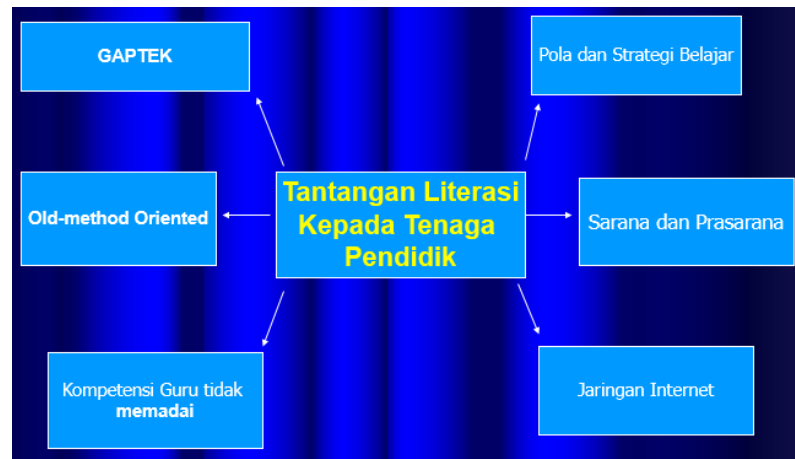 GAPTEK
Pola dan Strategi Belajar
Tantangan Literasi
Kepada Tenaga
Pendidik
Old-method Oriented
Sarana dan Prasarana
Kompetensi Guru tidak
memadai
Jaringan Internet